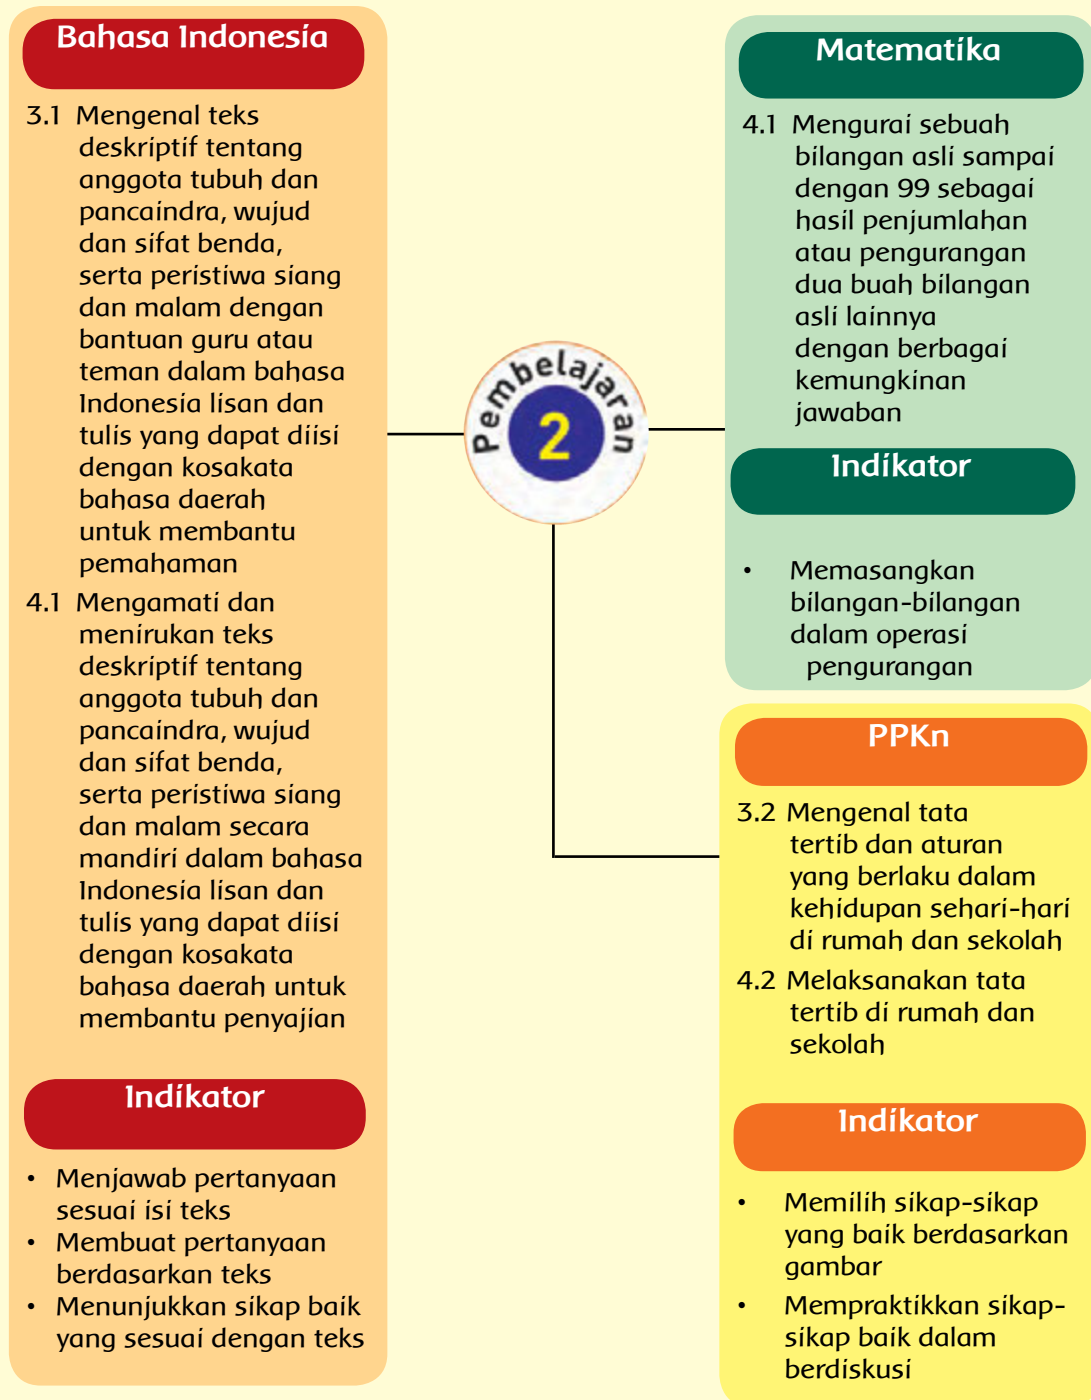 Bahasa Indonesia
3.1 Mengenal teks
deskriptif tentang
anggota tubuh dan
pancaindra, wujud
dan sifat benda,
serta peristiwa siang
dan malam dengan
bantuan guru atau
teman dalam bahasa
Indonesia lisan dan
tulis yang dapat diisi
dengan kosakata
bahasa daerah
untuk membantu
pemahaman
4.1 Mengamati dan
menirukan teks
deskriptif tentang
anggota tubuh dan
pancaindra, wujud
dan sifat benda,
serta peristiwa siang
dan malam secara
mandiri dalam bahasa
Indonesia lisan dan
tulis yang dapat diisi
dengan kosakata
bahasa daerah untuk
membantu penyajian
Indikator
• Menjawab pertanyaan
sesuai isi teks
• Membuat pertanyaan
berdasarkan teks
• Menunjukkan sikap baik
yang sesuai dengan teks
Pembelajaran
2
Matematika
4.1 Mengurai sebuah
bilangan asli sampai
dengan 99 sebagai
hasil penjumlahan
atau pengurangan
dua buah bilangan
asli lainnya
dengan berbagai
kemungkinan
jawaban
Indikator
• Memasangkan
bilangan-bilangan
dalam operasi
pengurangan
PPKn
3.2 Mengenal tata
tertib dan aturan
yang berlaku dalam
kehidupan sehari-hari
di rumah dan sekolah
4.2 Melaksanakan tata
tertib di rumah dan
sekolah
Indikator
• Memilih sikap-sikap
yang baik berdasarkan
gambar
• Mempraktikkan sikap-
sikap baik dalam
berdiskusi